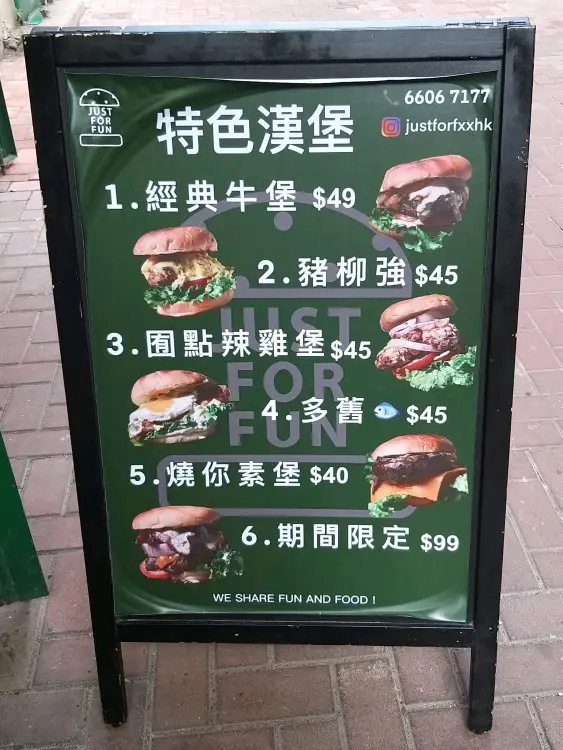 JUST
FOR
FUN
6606 7177
justforfxxhk
特色漢堡
1.經典牛堡 $49
2.豬柳強 $45
3.囿點辣雞堡 $45
4.多舊🐟 $45
5.燒你素堡 $40
6.期間限定 $99
JUST
FOR
FUN
WE SHARE FUN AND FOOD !